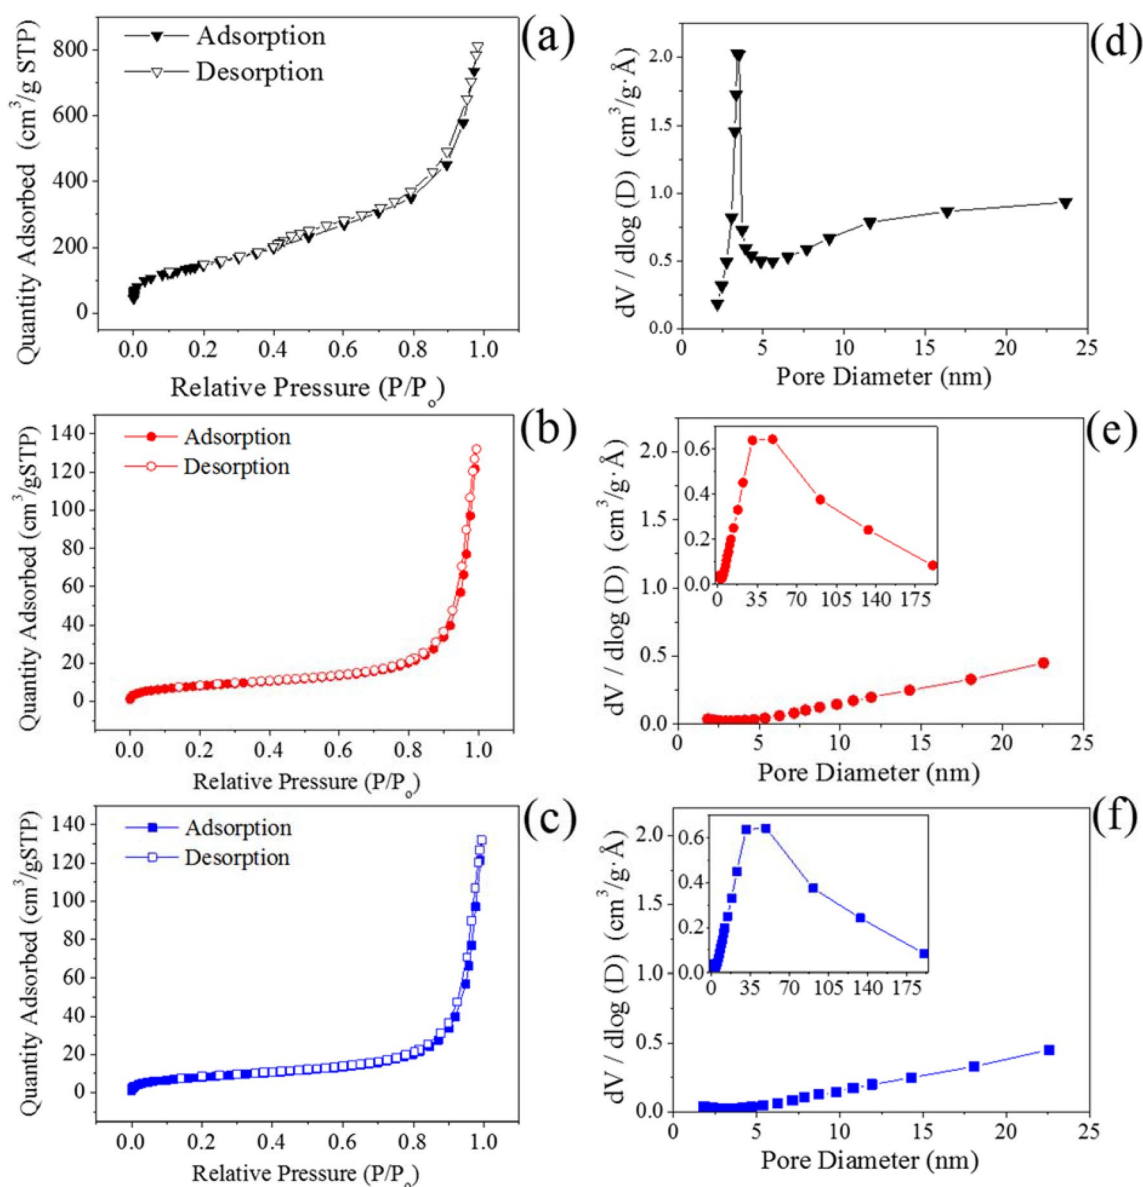 (a)
Adsorption
Desorption
Quantity Adsorbed (cm³/g STP)
800
600
400
200
0
0.0 0.2 0.4 0.6 0.8 1.0
Relative Pressure (P/Pₒ)
(d)
dV / dlog (D) (cm³/g·Å)
2.0
1.5
1.0
0.5
0.0
0 5 10 15 20 25
Pore Diameter (nm)
(b)
Adsorption
Desorption
Quantity Adsorbed (cm³/gSTP)
140
120
100
80
60
40
20
0
0.0 0.2 0.4 0.6 0.8 1.0
Relative Pressure (P/Pₒ)
(e)
dV / dlog (D) (cm³/g·Å)
2.0
1.5
1.0
0.5
0.0
0 5 10 15 20 25
Pore Diameter (nm)
0.6
0.4
0.2
0.0
0 35 70 105 140 175
(c)
Adsorption
Desorption
Quantity Adsorbed (cm³/gSTP)
140
120
100
80
60
40
20
0
0.0 0.2 0.4 0.6 0.8 1.0
Relative Pressure (P/Pₒ)
(f)
dV / dlog (D) (cm³/g·Å)
2.0
1.5
1.0
0.5
0.0
0 5 10 15 20 25
Pore Diameter (nm)
0.6
0.4
0.2
0.0
0 35 70 105 140 175